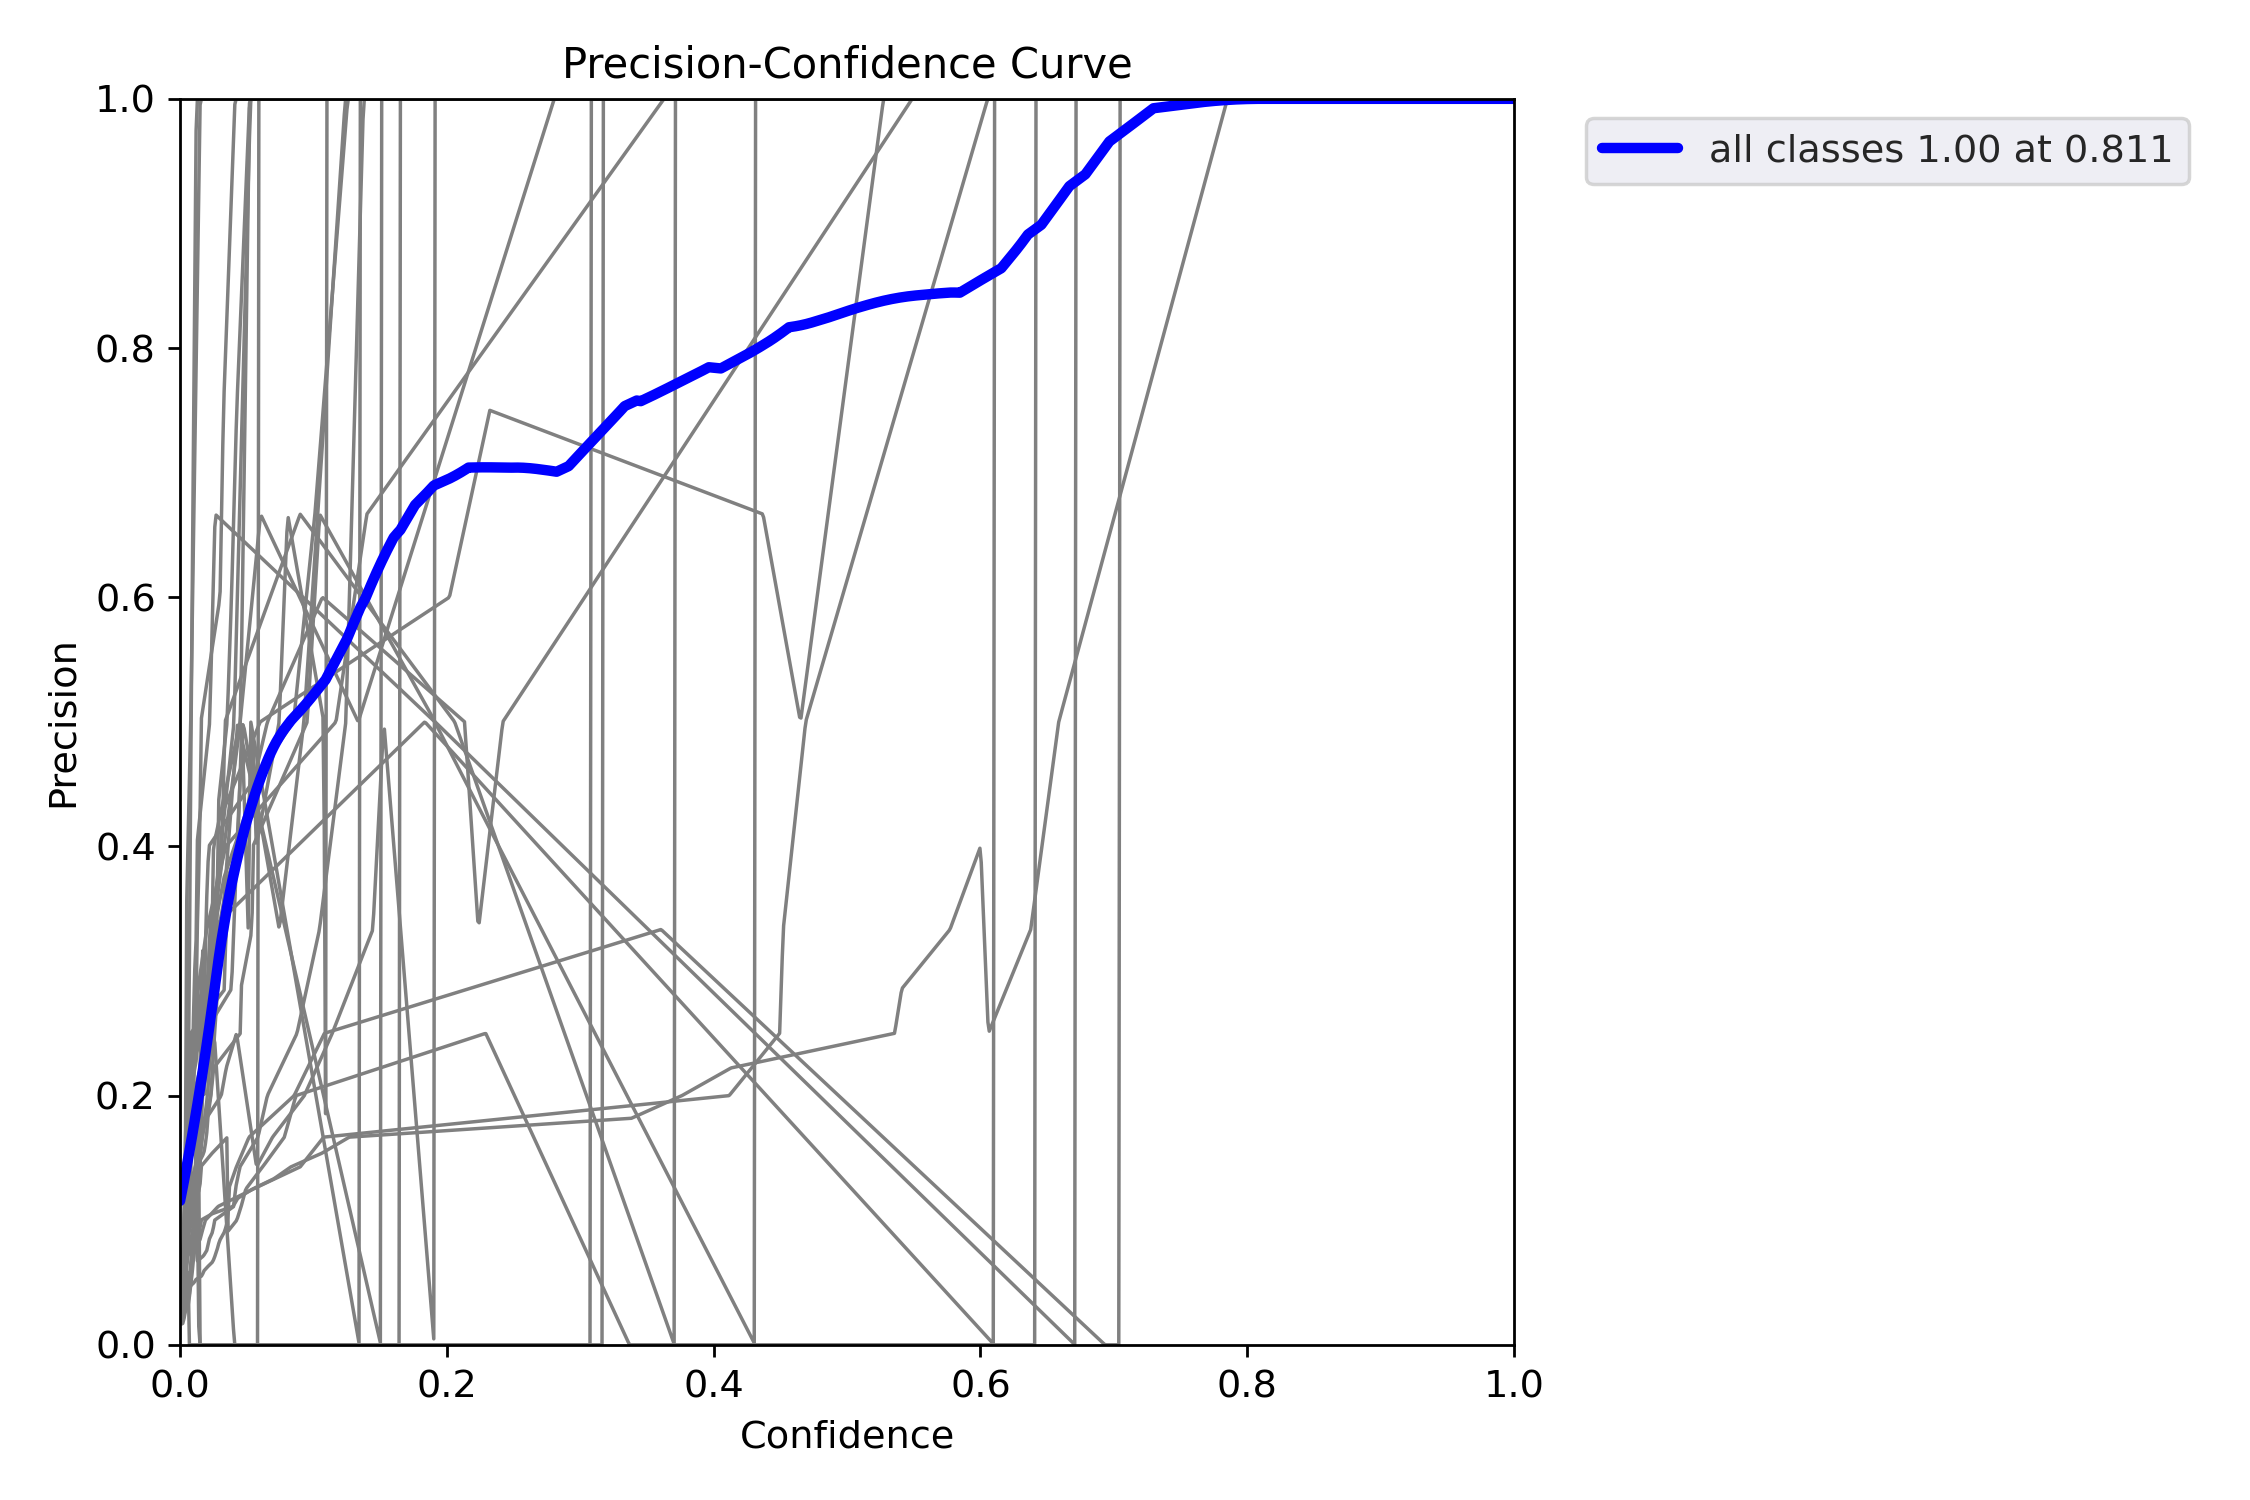 Precision-Confidence Curve
1.0
0.8
0.6
0.4
0.2
0.0
Precision
0.0 0.2 0.4 0.6 0.8 1.0
Confidence
all classes 1.00 at 0.811